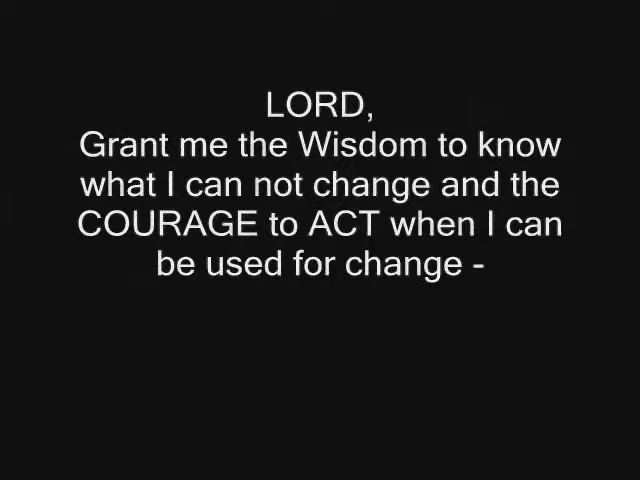 LORD,
Grant me the Wisdom to know
what I can not change and the
COURAGE to ACT when I can
be used for change -